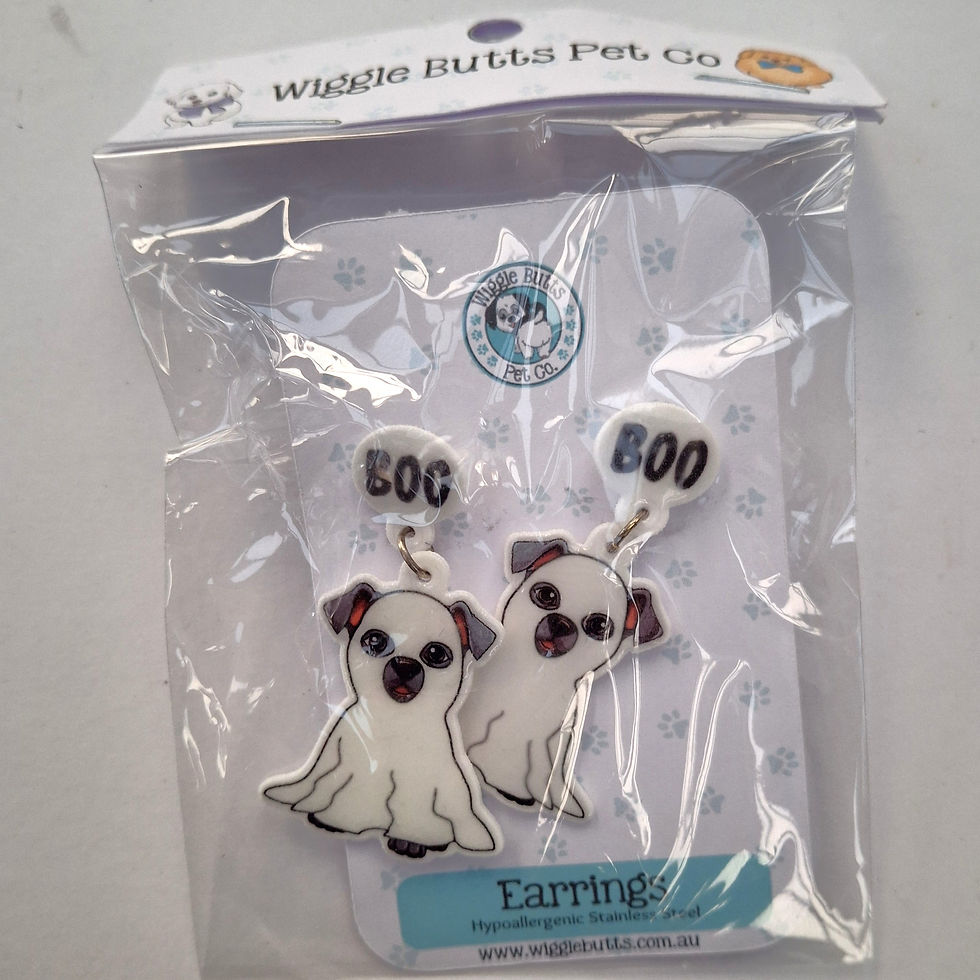 Wiggle Butts Pet Co
Wiggle Butts
Pet Co.
BOO
BOO
Earrings
Hypoallergenic Stainless Steel
www.wigglebutts.com.au